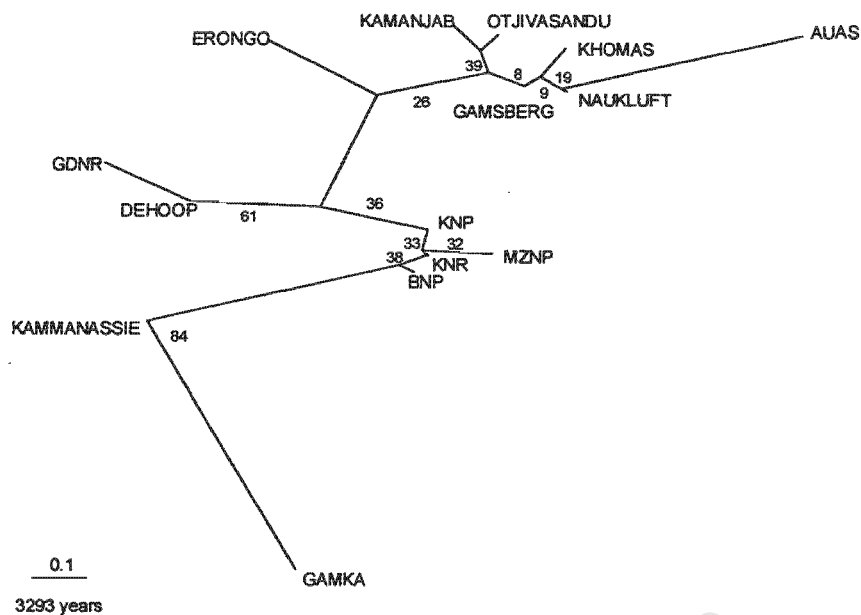 KAMANJAB OTJIVASANDU
ERONGO
AUAS
KHOMAS
39 8 19
26 9 NAUKLUFT
GAMSBERG
GDNR
DEHOOP 61 36
KNP
33 32
MZNP
38 KNR
BNP
KAMMANASSIE 84
GAMKA
0.1
3293 years